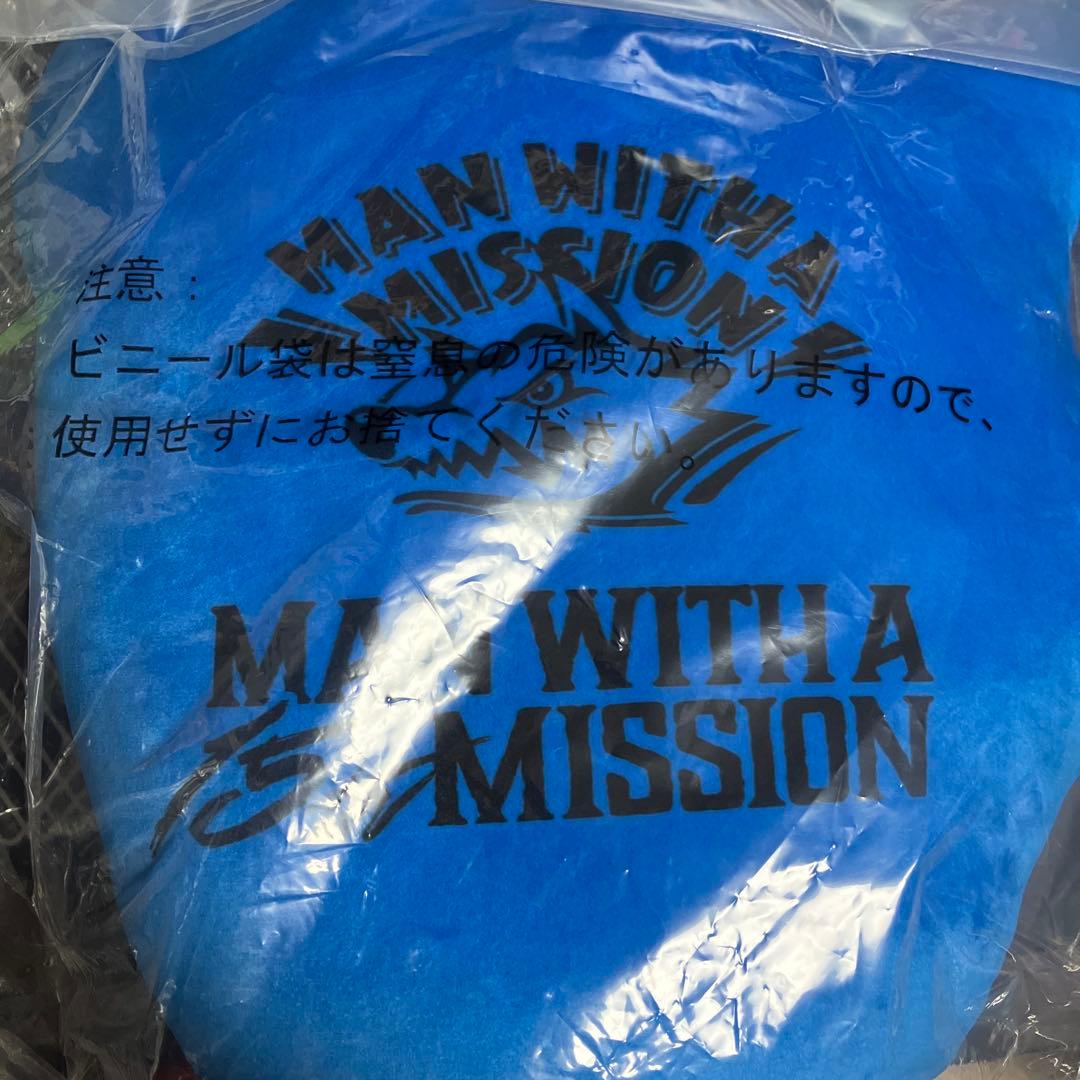 MAN WITH A
MISSION
注意：
ビニール袋は窒息の危険がありますので、
使用せずにお捨てください。
MAN WITH A
MISSION